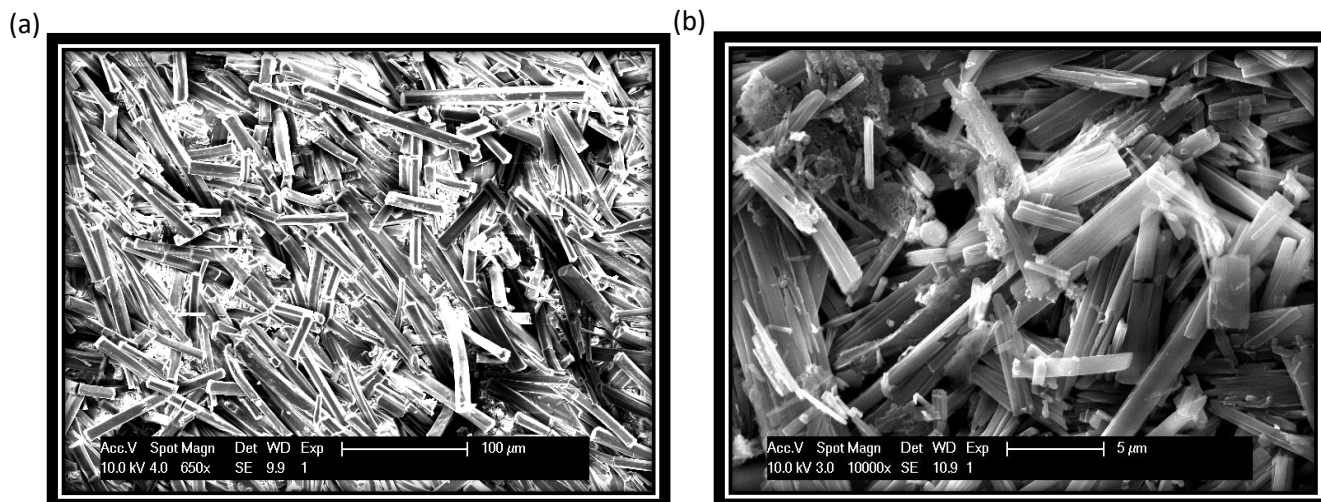 (a)
(b)
Acc.V Spot Magn Det WD Exp 100 µm
10.0 kV 4.0 650x SE 9.9 1
Acc.V Spot Magn Det WD Exp 5 µm
10.0 kV 3.0 10000x SE 10.9 1